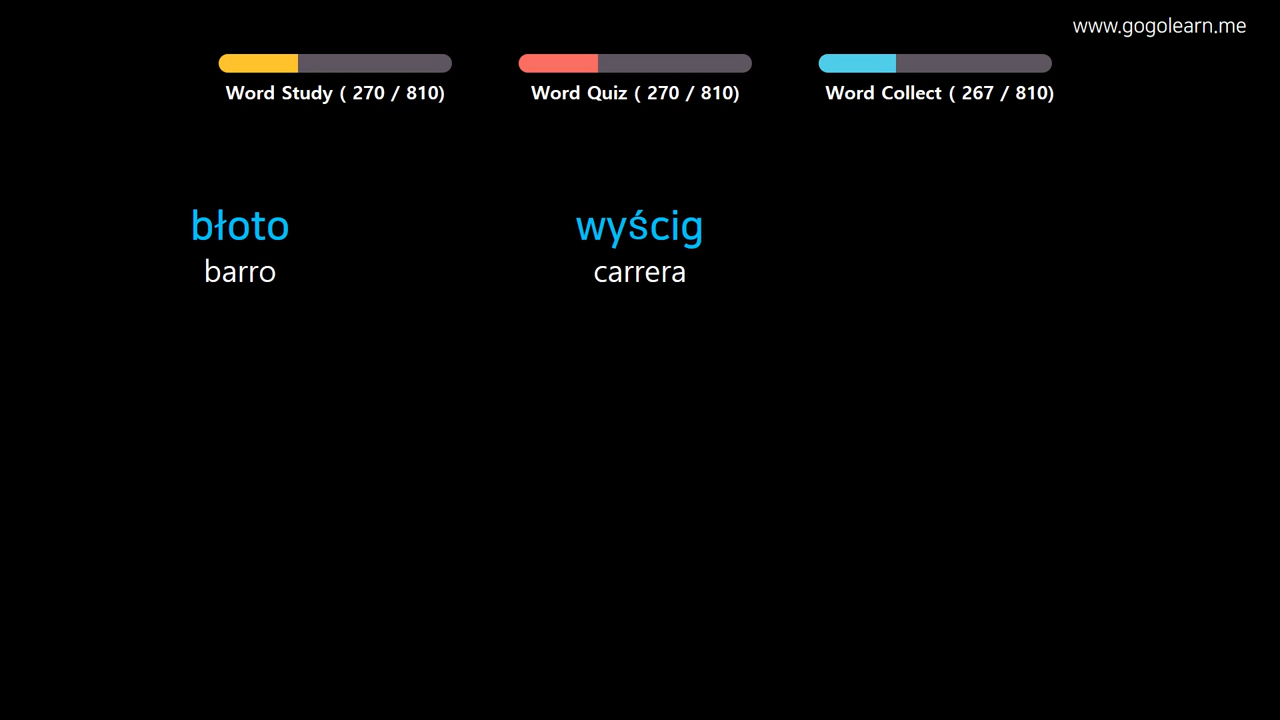 www.gogolearn.me
Word Study ( 270 / 810)
Word Quiz ( 270 / 810)
Word Collect ( 267 / 810)
błoto
barro
wyścig
carrera